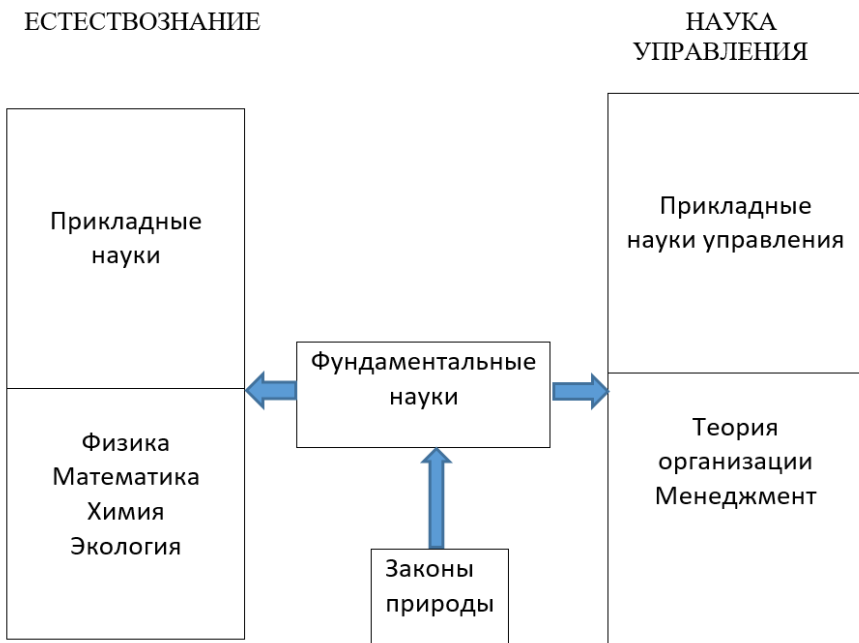 ЕСТЕСТВОЗНАНИЕ
НАУКА
УПРАВЛЕНИЯ
Прикладные
науки
Прикладные
науки управления
Фундаментальные
науки
Физика
Математика
Химия
Экология
Теория
организации
Менеджмент
Законы
природы